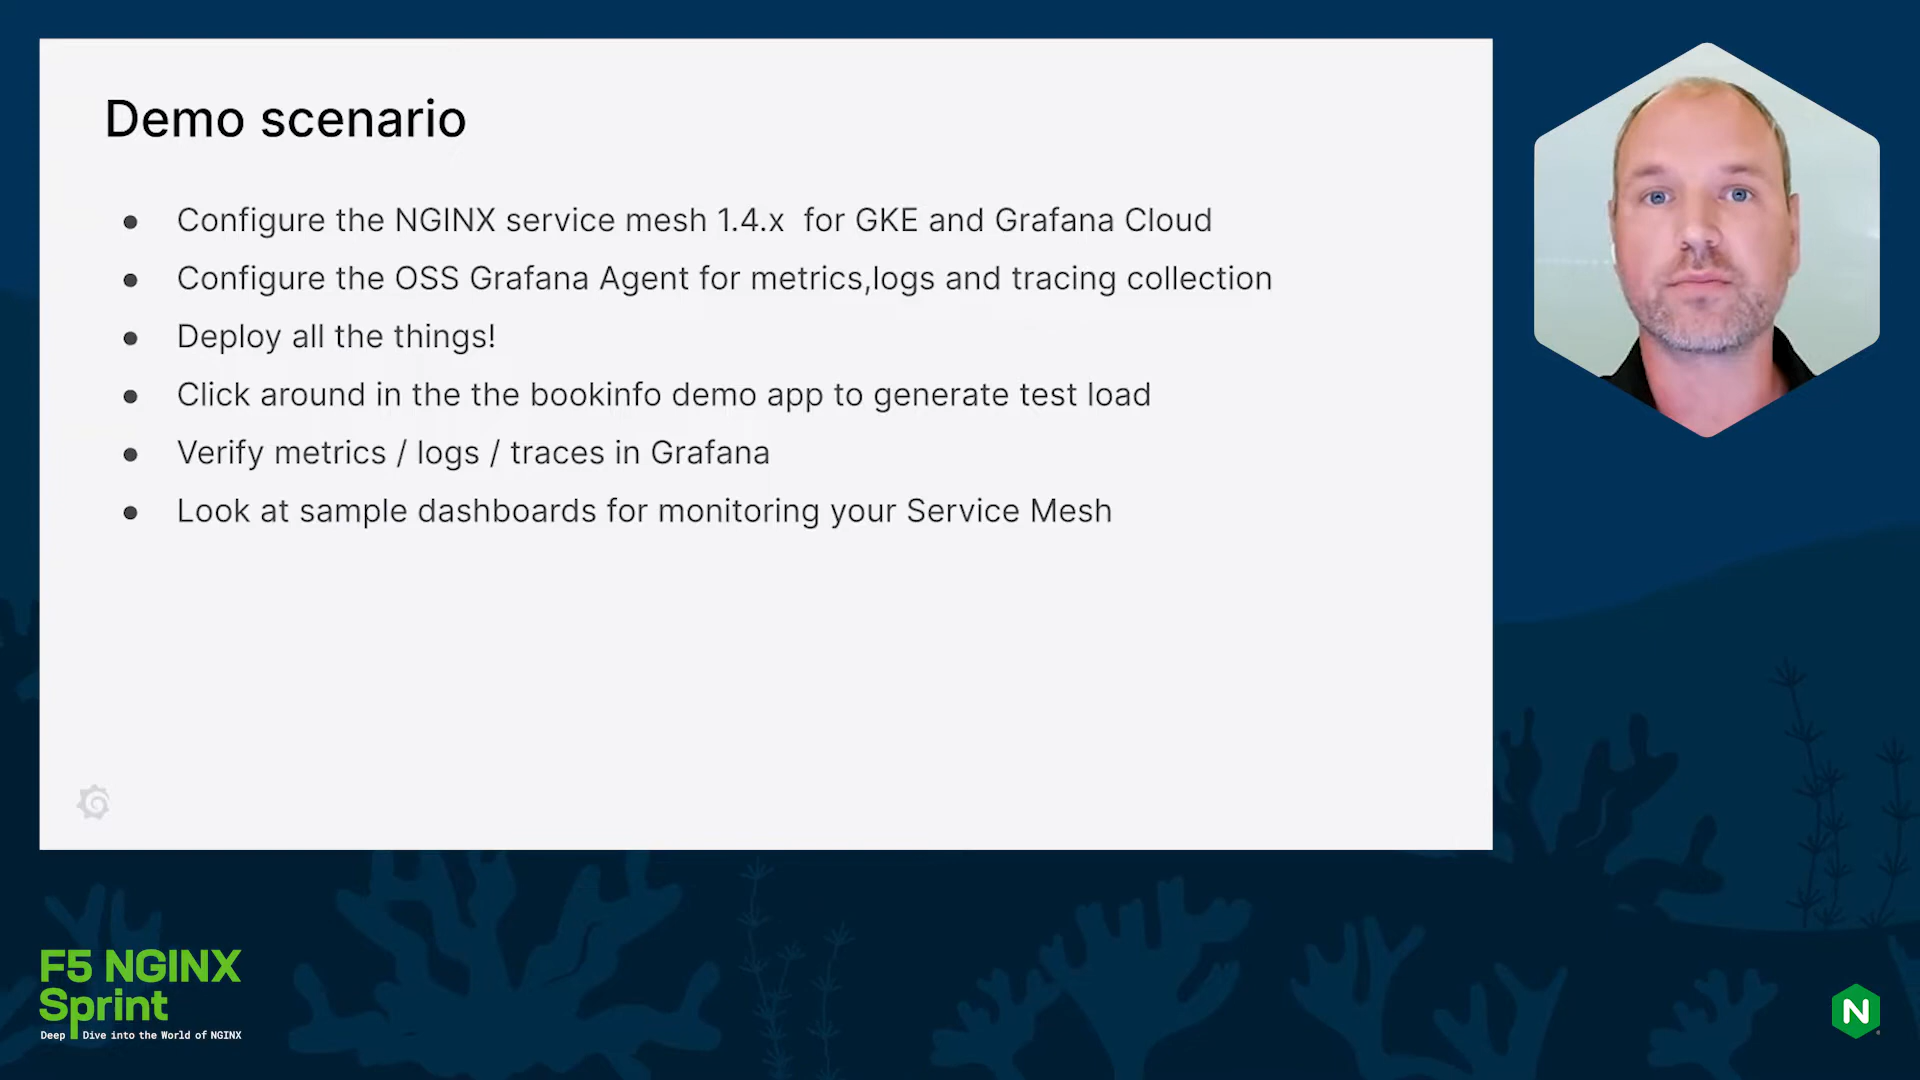 Demo scenario
Configure the NGINX service mesh 1.4.x  for GKE and Grafana Cloud
Configure the OSS Grafana Agent for metrics,logs and tracing collection
Deploy all the things!
Click around in the the bookinfo demo app to generate test load
Verify metrics / logs / traces in Grafana
Look at sample dashboards for monitoring your Service Mesh
F5 NGINX
Sprint
Deep Dive into the World of NGINX
N